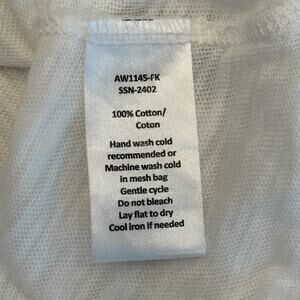 AW1145-FK
SSN-2402
100% Cotton/
Coton
Hand wash cold
recommended or
Machine wash cold
in mesh bag
Gentle cycle
Do not bleach
Lay flat to dry
Cool iron if needed